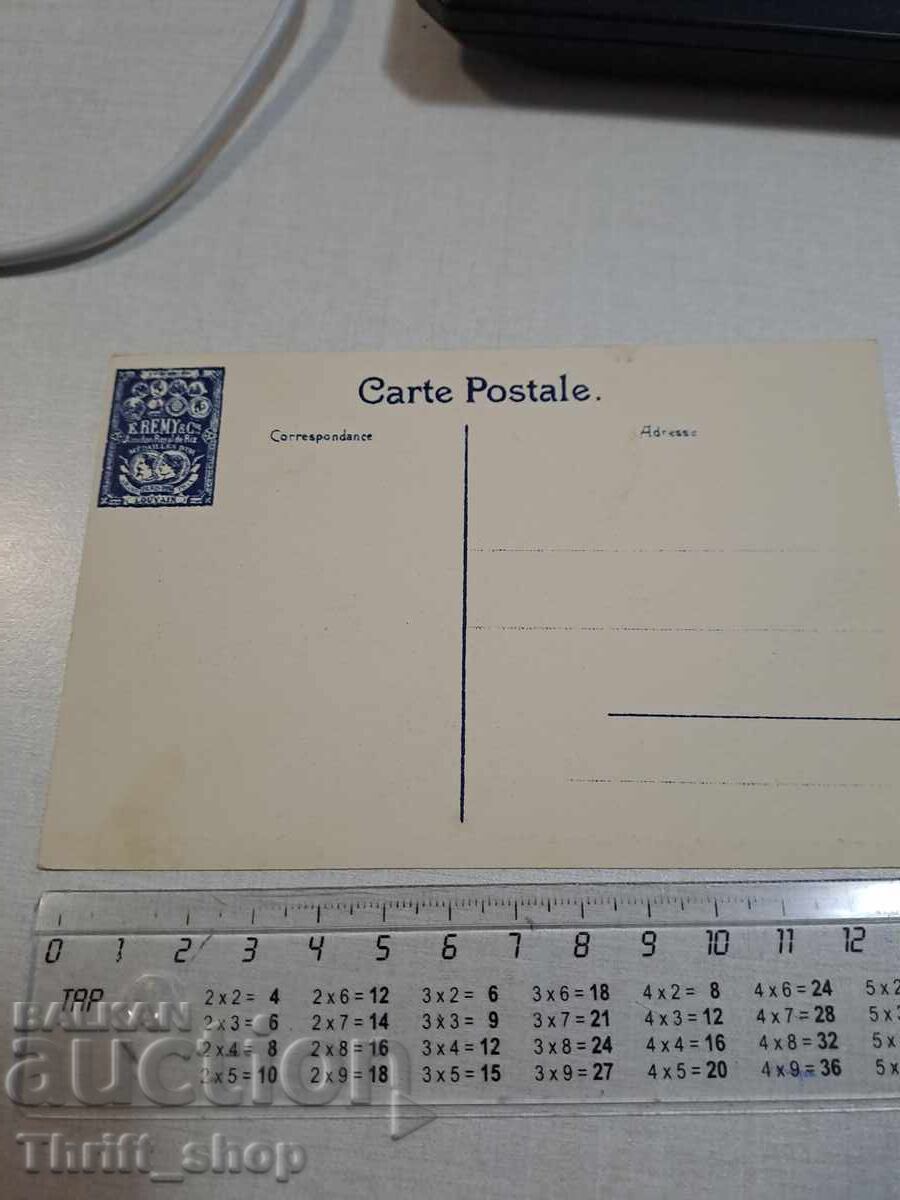 Carte Postale.
Correspondance
Adresse
E. REMY & Cie
Amidon Royal de Riz
LOUVAIN
0 1 2 3 4 5 6 7 8 9 10 11 12
TAP
2 x 2 = 4 2 x 6 = 12 3 x 2 = 6 3 x 6 = 18 4 x 2 = 8 4 x 6 = 24 5 x 2
2 x 3 = 6 2 x 7 = 14 3 x 3 = 9 3 x 7 = 21 4 x 3 = 12 4 x 7 = 28 5 x
2 x 4 = 8 2 x 8 = 16 3 x 4 = 12 3 x 8 = 24 4 x 4 = 16 4 x 8 = 32 5 x
2 x 5 = 10 2 x 9 = 18 3 x 5 = 15 3 x 9 = 27 4 x 5 = 20 4 x 9 = 36 5 x
BALKAN
auction
Thrift_shop